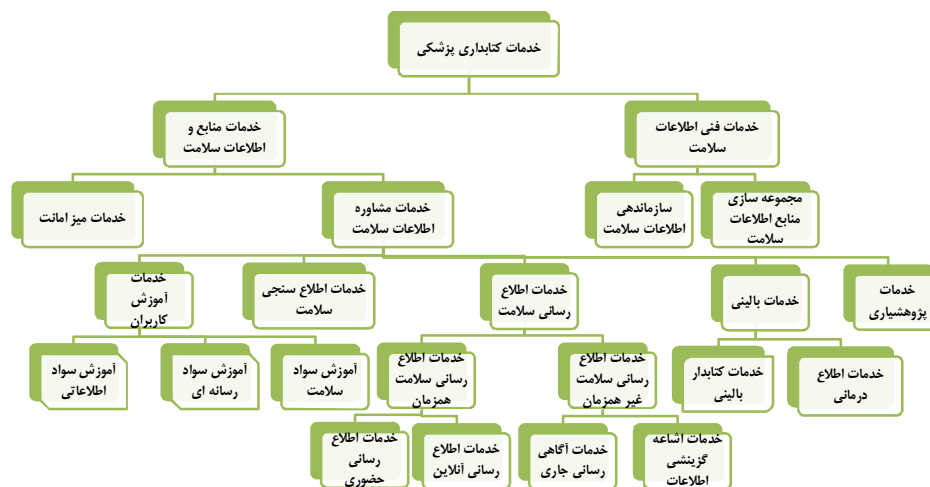 خدمات کتابداری پزشکی
خدمات فنی اطلاعات
سلامت
خدمات منابع و
اطلاعات سلامت
مجموعه سازی
منابع اطلاعات
سلامت
سازماندهی
اطلاعات سلامت
خدمات مشاوره
اطلاعات سلامت
خدمات میز امانت
خدمات
پژوهشیاری
خدمات بالینی
خدمات اطلاع
رسانی سلامت
خدمات اطلاع سنجی
سلامت
خدمات
آموزش
کاربران
خدمات اطلاع
درمانی
خدمات کتابدار
بالینی
خدمات اطلاع
رسانی سلامت
غیر همزمان
خدمات اطلاع
رسانی سلامت
همزمان
آموزش سواد
سلامت
آموزش سواد
رسانه ای
آموزش سواد
اطلاعاتی
خدمات اشاعه
گزینشی
اطلاعات
خدمات آگاهی
رسانی جاری
خدمات اطلاع
رسانی آنلاین
خدمات اطلاع
رسانی
حضوری